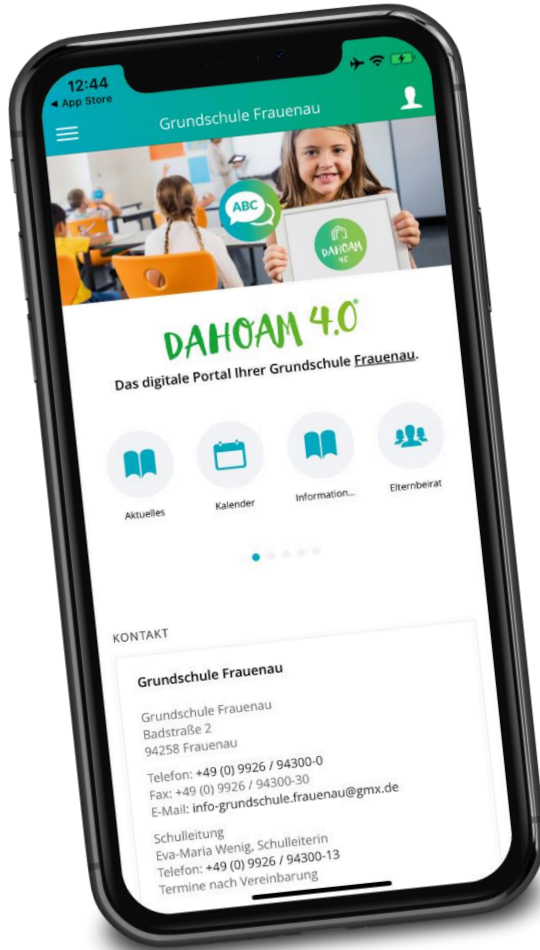 12:44
◀ App Store
Grundschule Frauenau
ABC
DAHOAM
4.0
DAHOAM 4.0®
Das digitale Portal Ihrer Grundschule Frauenau.
Aktuelles
Kalender
Information...
Elternbeirat
KONTAKT
Grundschule Frauenau
Grundschule Frauenau
Badstraße 2
94258 Frauenau
Telefon: +49 (0) 9926 / 94300-0
Fax: +49 (0) 9926 / 94300-30
E-Mail: info-grundschule.frauenau@gmx.de
Schulleitung
Eva-Maria Wenig, Schulleiterin
Telefon: +49 (0) 9926 / 94300-13
Termine nach Vereinbarung